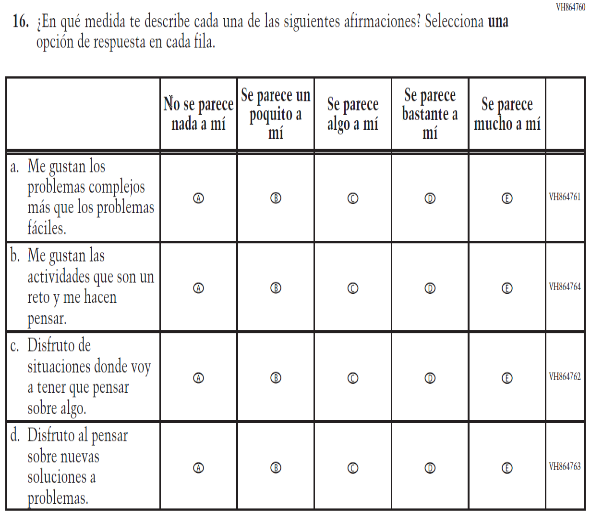 VH864760
16. ¿En qué medida te describe cada una de las siguientes afirmaciones? Selecciona una
opción de respuesta en cada fila.
No se parece
nada a mí
Se parece un
poquito a
mí
Se parece
algo a mí
Se parece
bastante a
mí
Se parece
mucho a mí
a. Me gustan los
problemas complejos
más que los problemas
fáciles.
A B C D E VH864761
b. Me gustan las
actividades que son un
reto y me hacen
pensar.
A B C D E VH864764
c. Disfruto de
situaciones donde voy
a tener que pensar
sobre algo.
A B C D E VH864762
d. Disfruto al pensar
sobre nuevas
soluciones a
problemas.
A B C D E VH864763